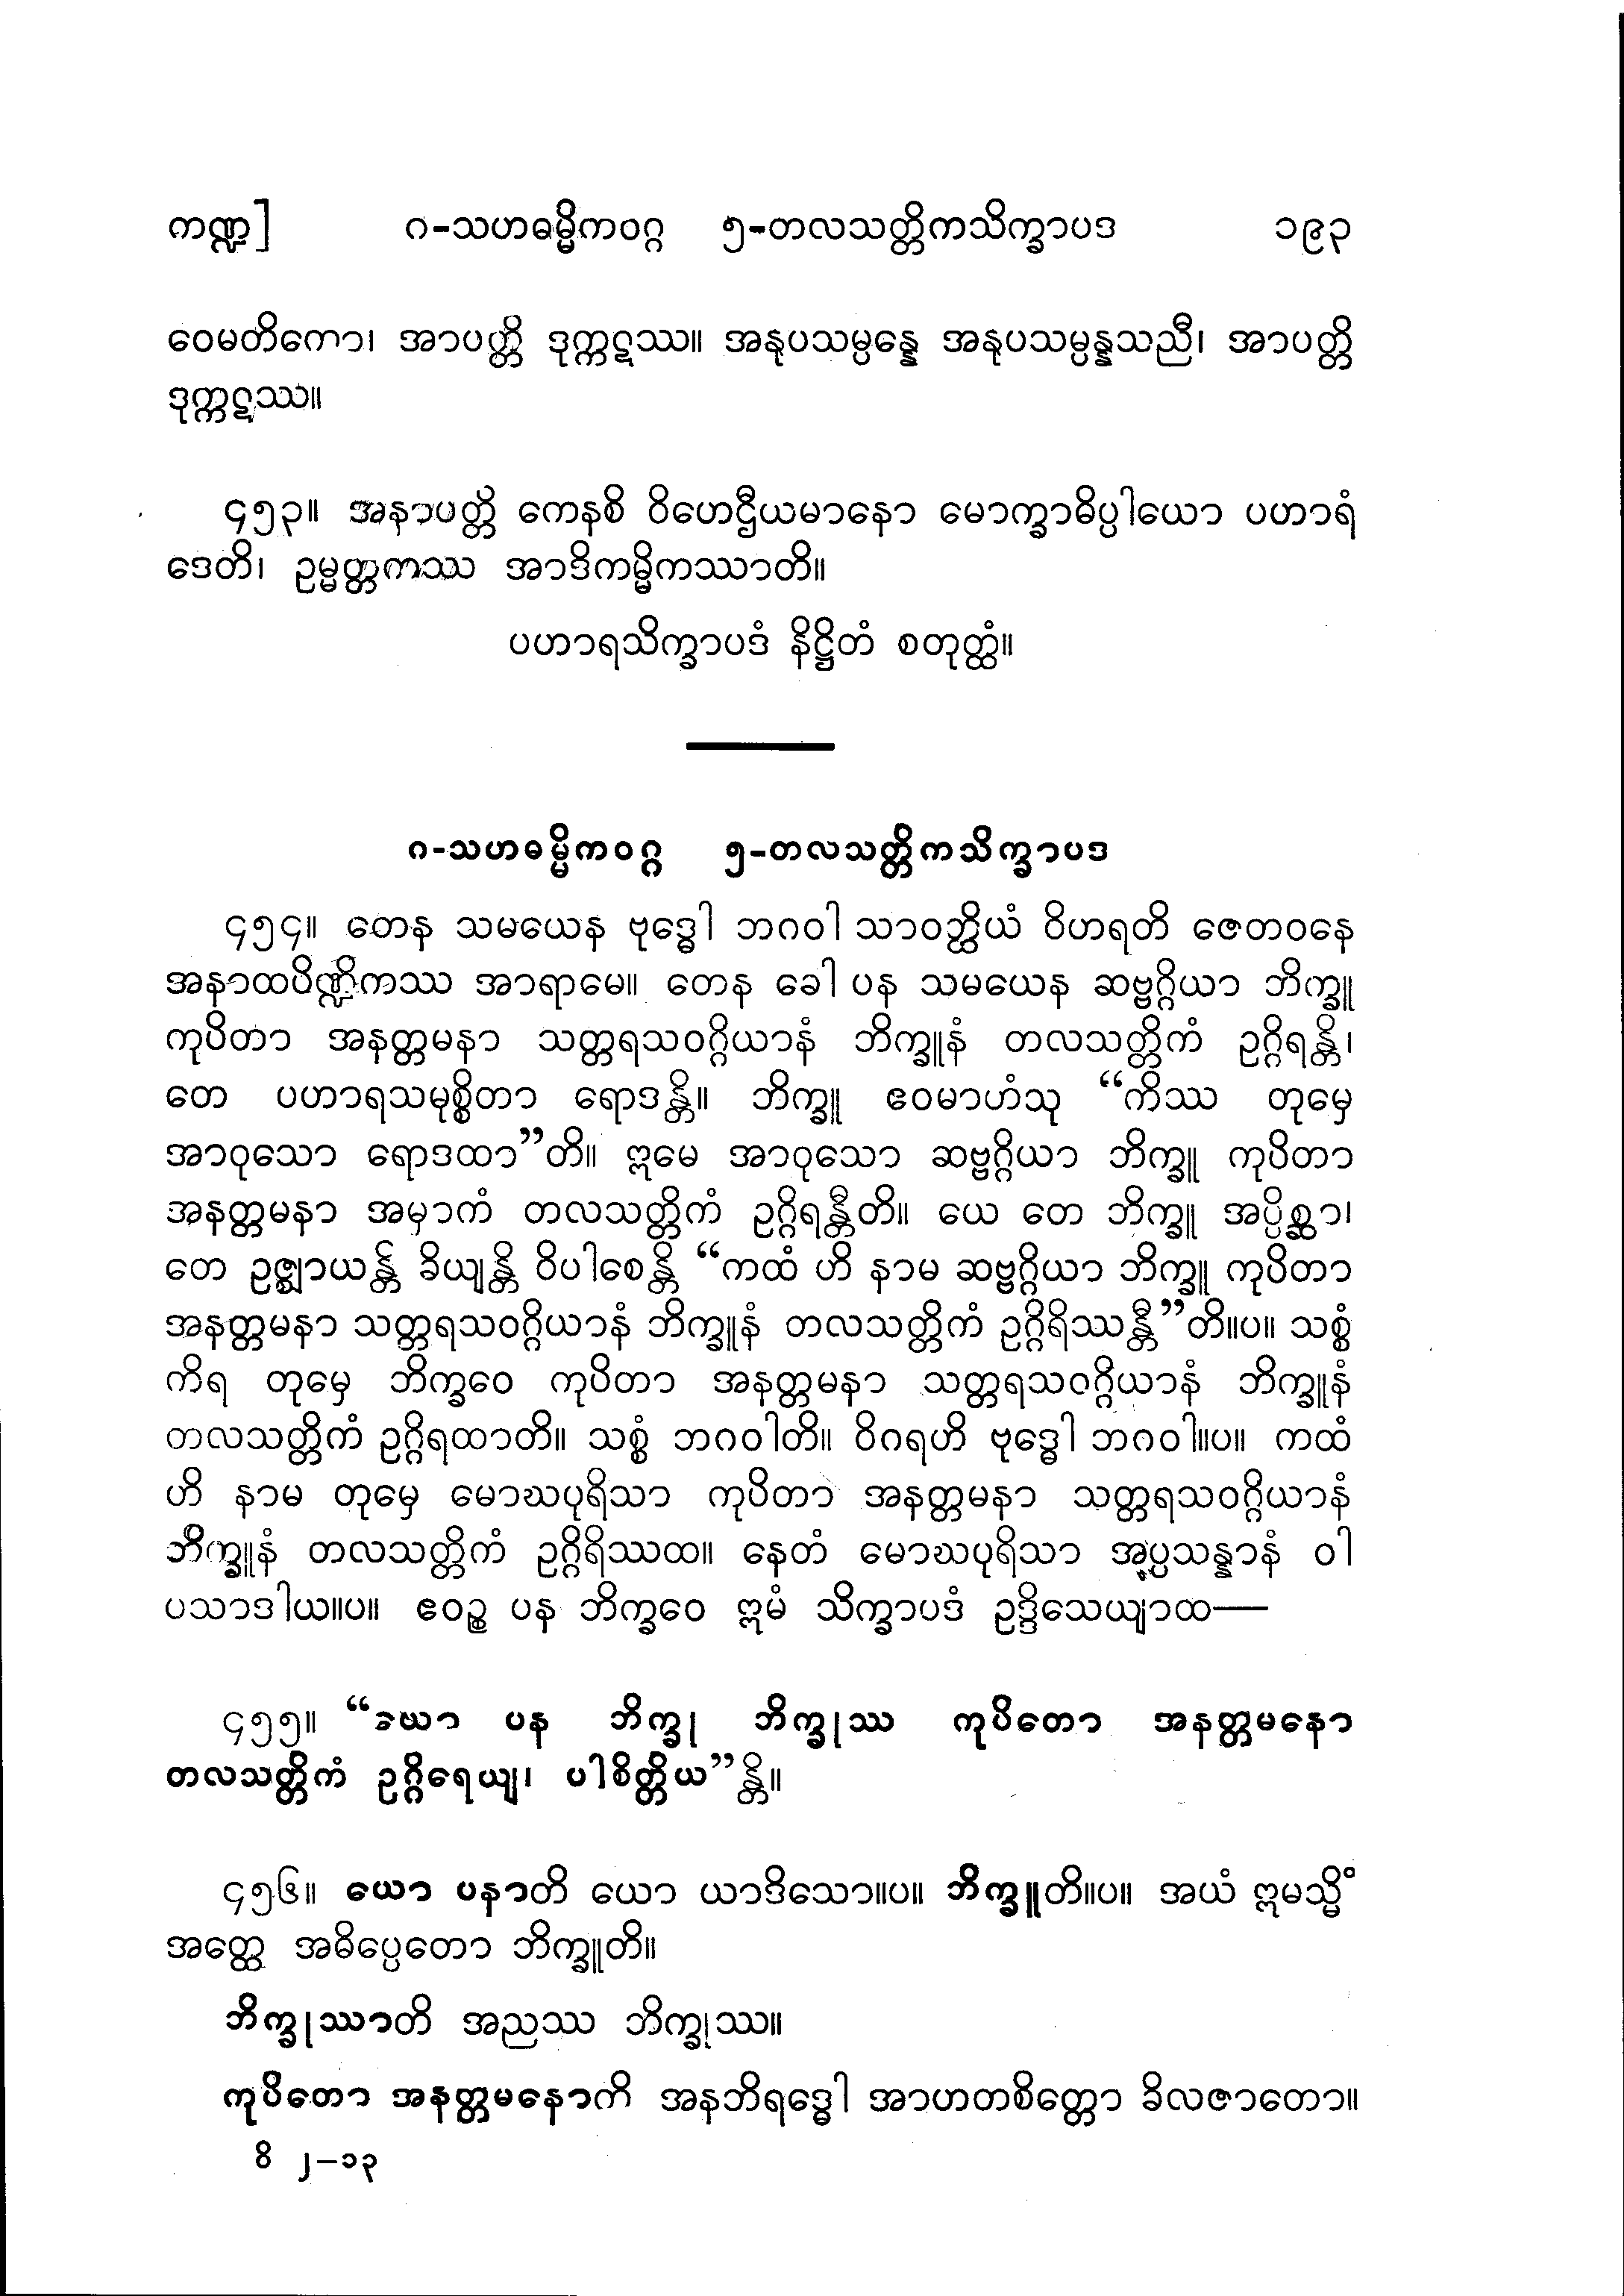 ကဏ္ဍ] ဂ-သဟဓမ္မိကဝဂ္ဂ ၅-တလသတ္တိကသိက္ခာပဒ ၁၉၃
ဝေမတိကော၊ အာပတ္တိ ဒုက္ကဋဿ။ အနုပသမ္ပန္နေ အနုပသမ္ပန္နသညီ၊ အာပတ္တိ
ဒုက္ကဋဿ။
၄၅၃။ အနာပတ္တိ ကေနစိ ဝိဟေဌီယမာနော မောက္ခာဓိပ္ပါယော ပဟာရံ
ဒေတိ၊ ဥမ္မတ္တကဿ အာဒိကမ္မိကဿာတိ။
ပဟာရသိက္ခာပဒံ နိဋ္ဌိတံ စတုတ္ထံ။
ဂ-သဟဓမ္မိကဝဂ္ဂ ၅-တလသတ္တိကသိက္ခာပဒ
၄၅၄။ တေန သမယေန ဗုဒ္ဓေါ ဘဂဝါ သာဝတ္ထိယံ ဝိဟရတိ ဇေတဝနေ
အနာထပိဏ္ဍိကဿ အာရာမေ။ တေန ခေါ ပန သမယေန ဆဗ္ဗဂ္ဂိယာ ဘိက္ခူ
ကုပိတာ အနတ္တမနာ သတ္တရသဝဂ္ဂိယာနံ ဘိက္ခူနံ တလသတ္တိကံ ဥဂ္ဂိရန္တိ၊
တေ ပဟာရသမုစ္စိတာ ရောဒန္တိ။ ဘိက္ခူ ဧဝမာဟံသု “ကိဿ တုမှေ
အာဝုသော ရောဒထာ”တိ။ ဣမေ အာဝုသော ဆဗ္ဗဂ္ဂိယာ ဘိက္ခူ ကုပိတာ
အနတ္တမနာ အမှာကံ တလသတ္တိကံ ဥဂ္ဂိရန္တီတိ။ ယေ တေ ဘိက္ခူ အပ္ပိစ္ဆာ၊
တေ ဥဇ္ဈာယန္တိ ခိယျန္တိ ဝိပါစေန္တိ “ကထံ ဟိ နာမ ဆဗ္ဗဂ္ဂိယာ ဘိက္ခူ ကုပိတာ
အနတ္တမနာ သတ္တရသဝဂ္ဂိယာနံ ဘိက္ခူနံ တလသတ္တိကံ ဥဂ္ဂိရိဿန္တီ”တိ။ပ။ သစ္စံ
ကိရ တုမှေ ဘိက္ခဝေ ကုပိတာ အနတ္တမနာ သတ္တရသဝဂ္ဂိယာနံ ဘိက္ခူနံ
တလသတ္တိကံ ဥဂ္ဂိရထာတိ။ သစ္စံ ဘဂဝါတိ။ ဝိဂရဟိ ဗုဒ္ဓေါ ဘဂဝါ။ပ။ ကထံ
ဟိ နာမ တုမှေ မောဃပုရိသာ ကုပိတာ အနတ္တမနာ သတ္တရသဝဂ္ဂိယာနံ
ဘိက္ခူနံ တလသတ္တိကံ ဥဂ္ဂိရိဿထ။ နေတံ မောဃပုရိသာ အပ္ပသန္နာနံ ဝါ
ပသာဒါယ။ပ။ ဧဝဉ္စ ပန ဘိက္ခဝေ ဣမံ သိက္ခာပဒံ ဥဒ္ဒိသေယျာထ—
၄၅၅။ “ယော ပန ဘိက္ခု ဘိက္ခုဿ ကုပိတော အနတ္တမနော
တလသတ္တိကံ ဥဂ္ဂိရေယျ၊ ပါစိတ္တိယ”န္တိ။
၄၅၆။ ယော ပနာတိ ယော ယာဒိသော။ပ။ ဘိက္ခူတိ။ပ။ အယံ ဣမသ္မိံ
အတ္ထေ အဓိပ္ပေတော ဘိက္ခူတိ။
ဘိက္ခုဿာတိ အညဿ ဘိက္ခုဿ။
ကုပိတော အနတ္တမနောတိ အနဘိရဒ္ဓေါ အာဟတစိတ္တော ခိလဇာတော။
ဝိ ၂–၁၃